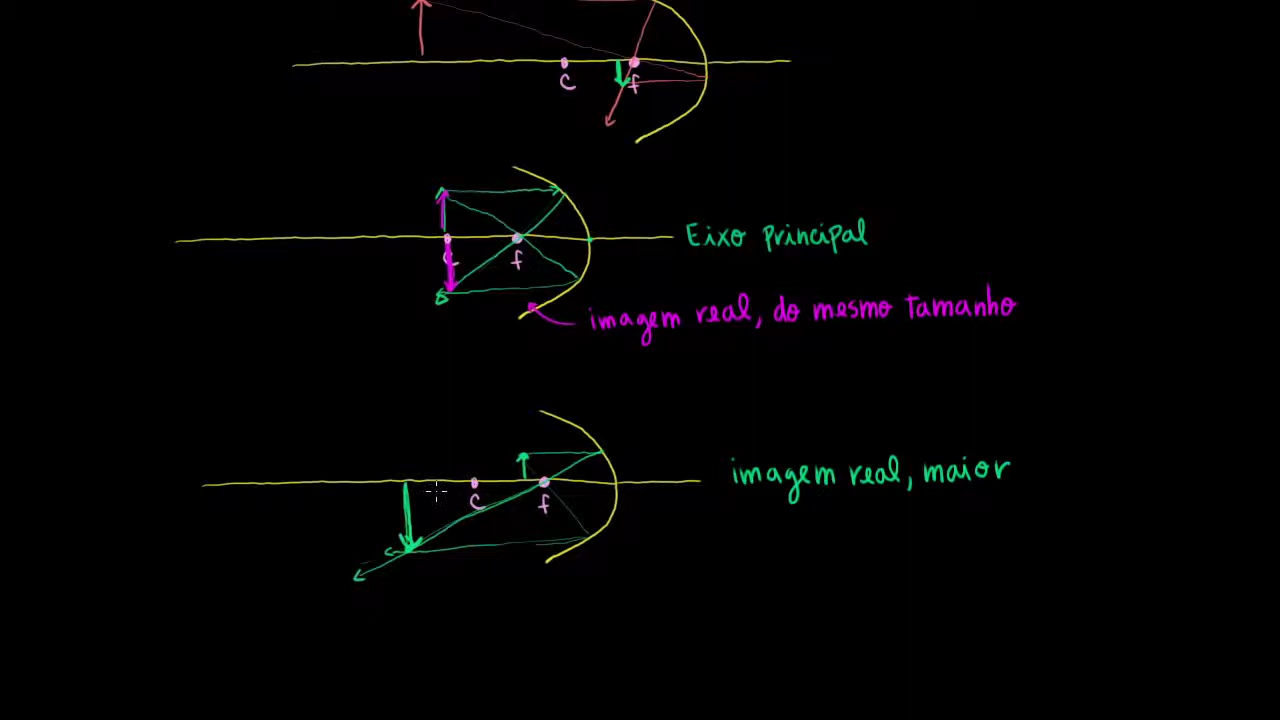 C f
Eixo principal
C f
imagem real, do mesmo tamanho
imagem real, maior
C f